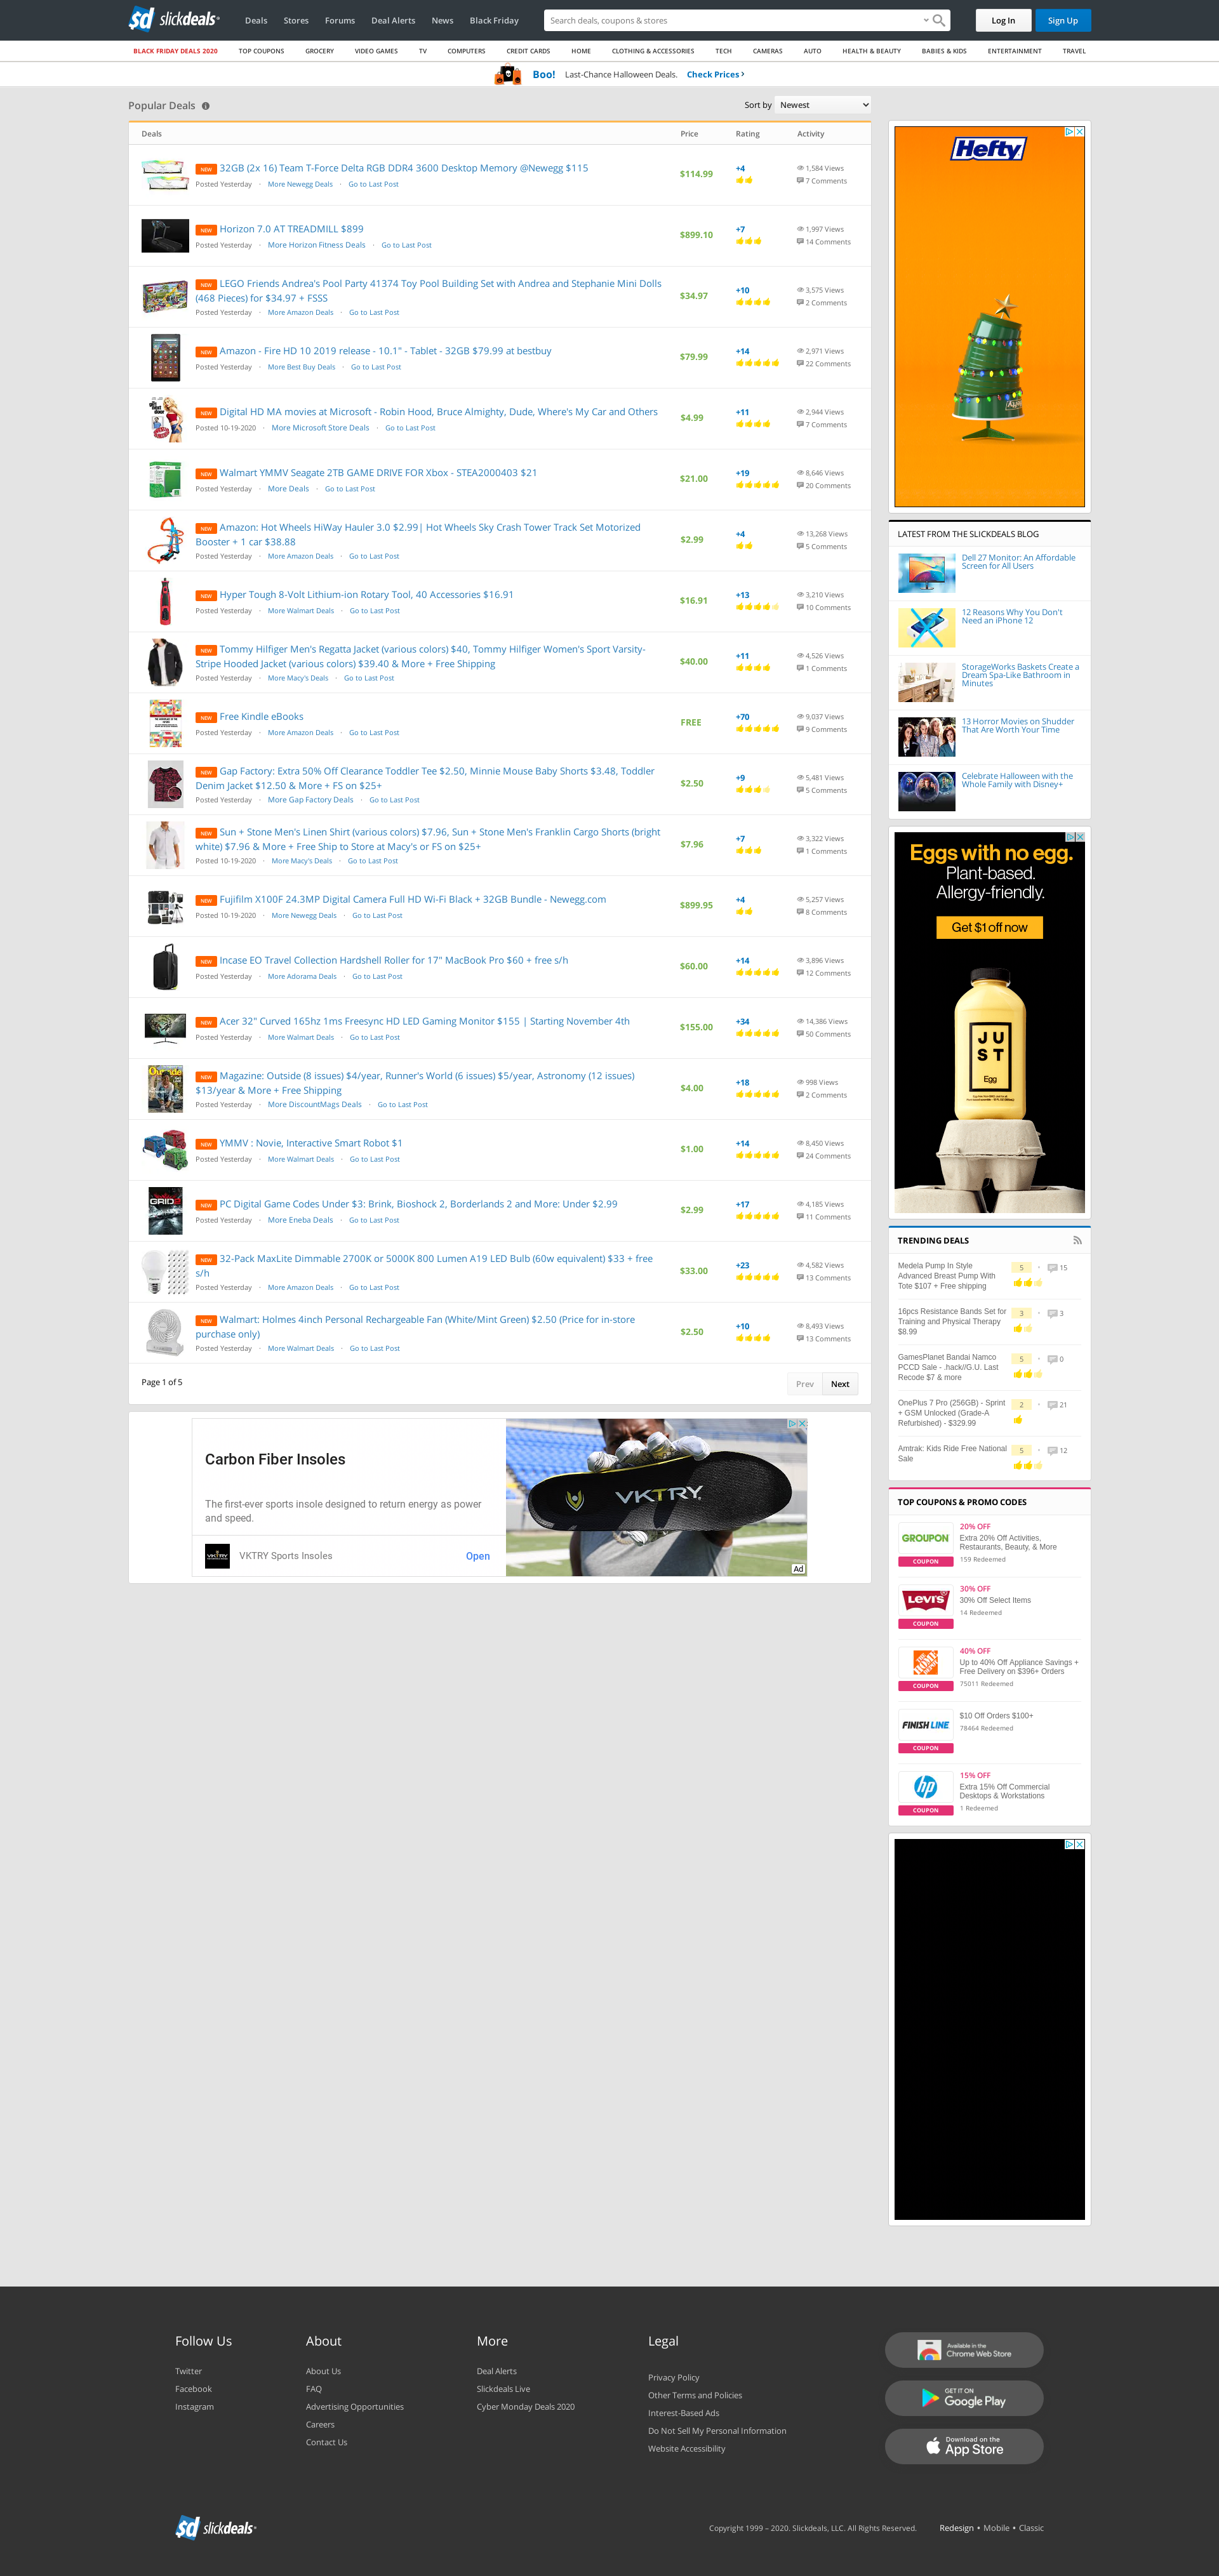 sd slickdeals
Deals Stores Forums Deal Alerts News Black Friday
Search deals, coupons & stores
Log In Sign Up
BLACK FRIDAY DEALS 2020 TOP COUPONS GROCERY VIDEO GAMES TV COMPUTERS CREDIT CARDS HOME CLOTHING & ACCESSORIES TECH CAMERAS AUTO HEALTH & BEAUTY BABIES & KIDS ENTERTAINMENT TRAVEL
Boo! Last-Chance Halloween Deals. Check Prices ›
Popular Deals
Sort by Newest
Deals Price Rating Activity
NEW 32GB (2x 16) Team T-Force Delta RGB DDR4 3600 Desktop Memory @Newegg $115
Posted Yesterday · More Newegg Deals · Go to Last Post
$114.99 +4 1,584 Views
7 Comments
NEW Horizon 7.0 AT TREADMILL $899
Posted Yesterday · More Horizon Fitness Deals · Go to Last Post
$899.10 +7 1,997 Views
14 Comments
NEW LEGO Friends Andrea's Pool Party 41374 Toy Pool Building Set with Andrea and Stephanie Mini Dolls
(468 Pieces) for $34.97 + FSSS
Posted Yesterday · More Amazon Deals · Go to Last Post
$34.97 +10 3,575 Views
2 Comments
NEW Amazon - Fire HD 10 2019 release - 10.1" - Tablet - 32GB $79.99 at bestbuy
Posted Yesterday · More Best Buy Deals · Go to Last Post
$79.99 +14 2,971 Views
22 Comments
NEW Digital HD MA movies at Microsoft - Robin Hood, Bruce Almighty, Dude, Where's My Car and Others
Posted 10-19-2020 · More Microsoft Store Deals · Go to Last Post
$4.99 +11 2,944 Views
7 Comments
NEW Walmart YMMV Seagate 2TB GAME DRIVE FOR Xbox - STEA2000403 $21
Posted Yesterday · More Deals · Go to Last Post
$21.00 +19 8,646 Views
20 Comments
NEW Amazon: Hot Wheels HiWay Hauler 3.0 $2.99| Hot Wheels Sky Crash Tower Track Set Motorized
Booster + 1 car $38.88
Posted Yesterday · More Amazon Deals · Go to Last Post
$2.99 +4 13,268 Views
5 Comments
NEW Hyper Tough 8-Volt Lithium-ion Rotary Tool, 40 Accessories $16.91
Posted Yesterday · More Walmart Deals · Go to Last Post
$16.91 +13 3,210 Views
10 Comments
NEW Tommy Hilfiger Men's Regatta Jacket (various colors) $40, Tommy Hilfiger Women's Sport Varsity-
Stripe Hooded Jacket (various colors) $39.40 & More + Free Shipping
Posted Yesterday · More Macy's Deals · Go to Last Post
$40.00 +11 4,526 Views
1 Comments
NEW Free Kindle eBooks
Posted Yesterday · More Amazon Deals · Go to Last Post
FREE +70 9,037 Views
9 Comments
NEW Gap Factory: Extra 50% Off Clearance Toddler Tee $2.50, Minnie Mouse Baby Shorts $3.48, Toddler
Denim Jacket $12.50 & More + FS on $25+
Posted Yesterday · More Gap Factory Deals · Go to Last Post
$2.50 +9 5,481 Views
5 Comments
NEW Sun + Stone Men's Linen Shirt (various colors) $7.96, Sun + Stone Men's Franklin Cargo Shorts (bright
white) $7.96 & More + Free Ship to Store at Macy's or FS on $25+
Posted 10-19-2020 · More Macy's Deals · Go to Last Post
$7.96 +7 3,322 Views
1 Comments
NEW Fujifilm X100F 24.3MP Digital Camera Full HD Wi-Fi Black + 32GB Bundle - Newegg.com
Posted 10-19-2020 · More Newegg Deals · Go to Last Post
$899.95 +4 5,257 Views
8 Comments
NEW Incase EO Travel Collection Hardshell Roller for 17" MacBook Pro $60 + free s/h
Posted Yesterday · More Adorama Deals · Go to Last Post
$60.00 +14 3,896 Views
12 Comments
NEW Acer 32" Curved 165hz 1ms Freesync HD LED Gaming Monitor $155 | Starting November 4th
Posted Yesterday · More Walmart Deals · Go to Last Post
$155.00 +34 14,386 Views
50 Comments
NEW Magazine: Outside (8 issues) $4/year, Runner's World (6 issues) $5/year, Astronomy (12 issues)
$13/year & More + Free Shipping
Posted Yesterday · More DiscountMags Deals · Go to Last Post
$4.00 +18 998 Views
2 Comments
NEW YMMV : Novie, Interactive Smart Robot $1
Posted Yesterday · More Walmart Deals · Go to Last Post
$1.00 +14 8,450 Views
24 Comments
NEW PC Digital Game Codes Under $3: Brink, Bioshock 2, Borderlands 2 and More: Under $2.99
Posted Yesterday · More Eneba Deals · Go to Last Post
$2.99 +17 4,185 Views
11 Comments
NEW 32-Pack MaxLite Dimmable 2700K or 5000K 800 Lumen A19 LED Bulb (60w equivalent) $33 + free
s/h
Posted Yesterday · More Amazon Deals · Go to Last Post
$33.00 +23 4,582 Views
13 Comments
NEW Walmart: Holmes 4inch Personal Rechargeable Fan (White/Mint Green) $2.50 (Price for in-store
purchase only)
Posted Yesterday · More Walmart Deals · Go to Last Post
$2.50 +10 8,493 Views
13 Comments
Page 1 of 5
Prev Next
Carbon Fiber Insoles
The first-ever sports insole designed to return energy as power
and speed.
VKTRY Sports Insoles Open
VKTRY
Ad
Hefty
LATEST FROM THE SLICKDEALS BLOG
Dell 27 Monitor: An Affordable
Screen for All Users
12 Reasons Why You Don't
Need an iPhone 12
StorageWorks Baskets Create a
Dream Spa-Like Bathroom in
Minutes
13 Horror Movies on Shudder
That Are Worth Your Time
Celebrate Halloween with the
Whole Family with Disney+
Eggs with no egg.
Plant-based.
Allergy-friendly.
Get $1 off now
JU
ST
Egg
TRENDING DEALS
Medela Pump In Style
Advanced Breast Pump With
Tote $107 + Free shipping
5 · 15
16pcs Resistance Bands Set for
Training and Physical Therapy
$8.99
3 · 3
GamesPlanet Bandai Namco
PCCD Sale - .hack//G.U. Last
Recode $7 & more
5 · 0
OnePlus 7 Pro (256GB) - Sprint
+ GSM Unlocked (Grade-A
Refurbished) - $329.99
2 · 21
Amtrak: Kids Ride Free National
Sale
5 · 12
TOP COUPONS & PROMO CODES
GROUPON
COUPON
20% OFF
Extra 20% Off Activities,
Restaurants, Beauty, & More
159 Redeemed
LEVI'S
COUPON
30% OFF
30% Off Select Items
14 Redeemed
COUPON
40% OFF
Up to 40% Off Appliance Savings +
Free Delivery on $396+ Orders
75011 Redeemed
FINISH LINE
COUPON
$10 Off Orders $100+
78464 Redeemed
hp
COUPON
15% OFF
Extra 15% Off Commercial
Desktops & Workstations
1 Redeemed
Follow Us
Twitter
Facebook
Instagram
About
About Us
FAQ
Advertising Opportunities
Careers
Contact Us
More
Deal Alerts
Slickdeals Live
Cyber Monday Deals 2020
Legal
Privacy Policy
Other Terms and Policies
Interest-Based Ads
Do Not Sell My Personal Information
Website Accessibility
Available in the
Chrome Web Store
GET IT ON
Google Play
Download on the
App Store
sd slickdeals
Copyright 1999 – 2020. Slickdeals, LLC. All Rights Reserved. Redesign • Mobile • Classic